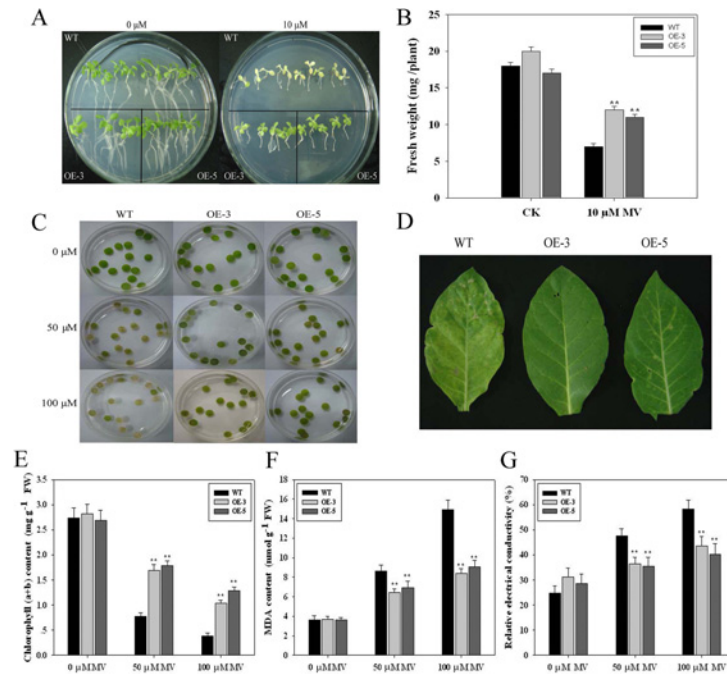 A
0 µM
10 µM
WT
WT
OE-3
OE-5
OE-3
OE-5
B
Fresh weight (mg /plant)
25
20
15
10
5
0
WT
OE-3
OE-5
**
**
CK
10 µM MV
C
WT
OE-3
OE-5
0 µM
50 µM
100 µM
D
WT
OE-3
OE-5
E
Chlorophyll (a+b) content (mg g⁻¹ FW)
3.5
3.0
2.5
2.0
1.5
1.0
.5
0.0
WT
OE-3
OE-5
**
**
**
**
0 µM MV
50 µM MV
100 µM MV
F
MDA content (nmol g⁻¹ FW)
18
16
14
12
10
8
6
4
2
0
WT
OE-3
OE-5
**
**
**
**
0 µM MV
50 µM MV
100 µM MV
G
Relative electrical conductivity (%)
70
60
50
40
30
20
10
0
WT
OE-3
OE-5
**
**
**
**
0 µM MV
50 µM MV
100 µM MV